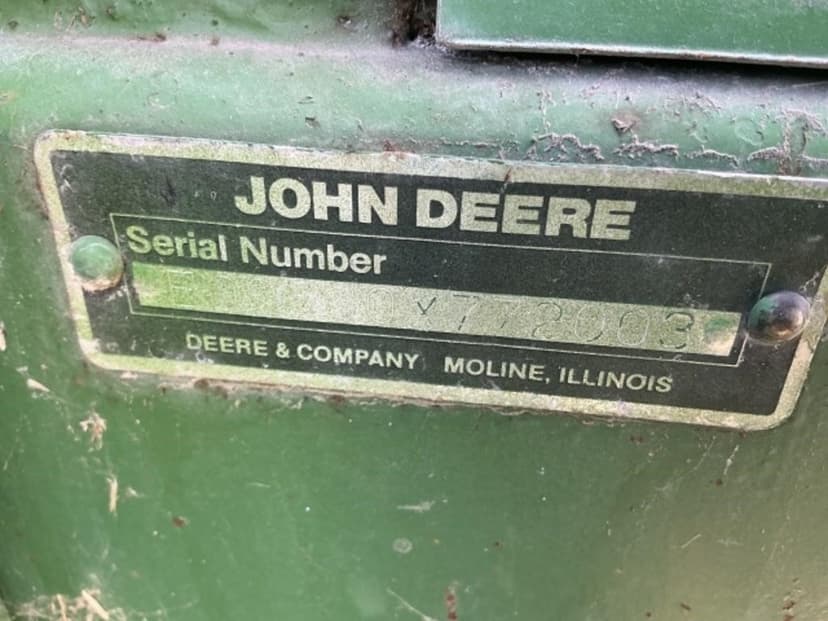 JOHN DEERE
Serial Number
DEERE & COMPANY MOLINE, ILLINOIS